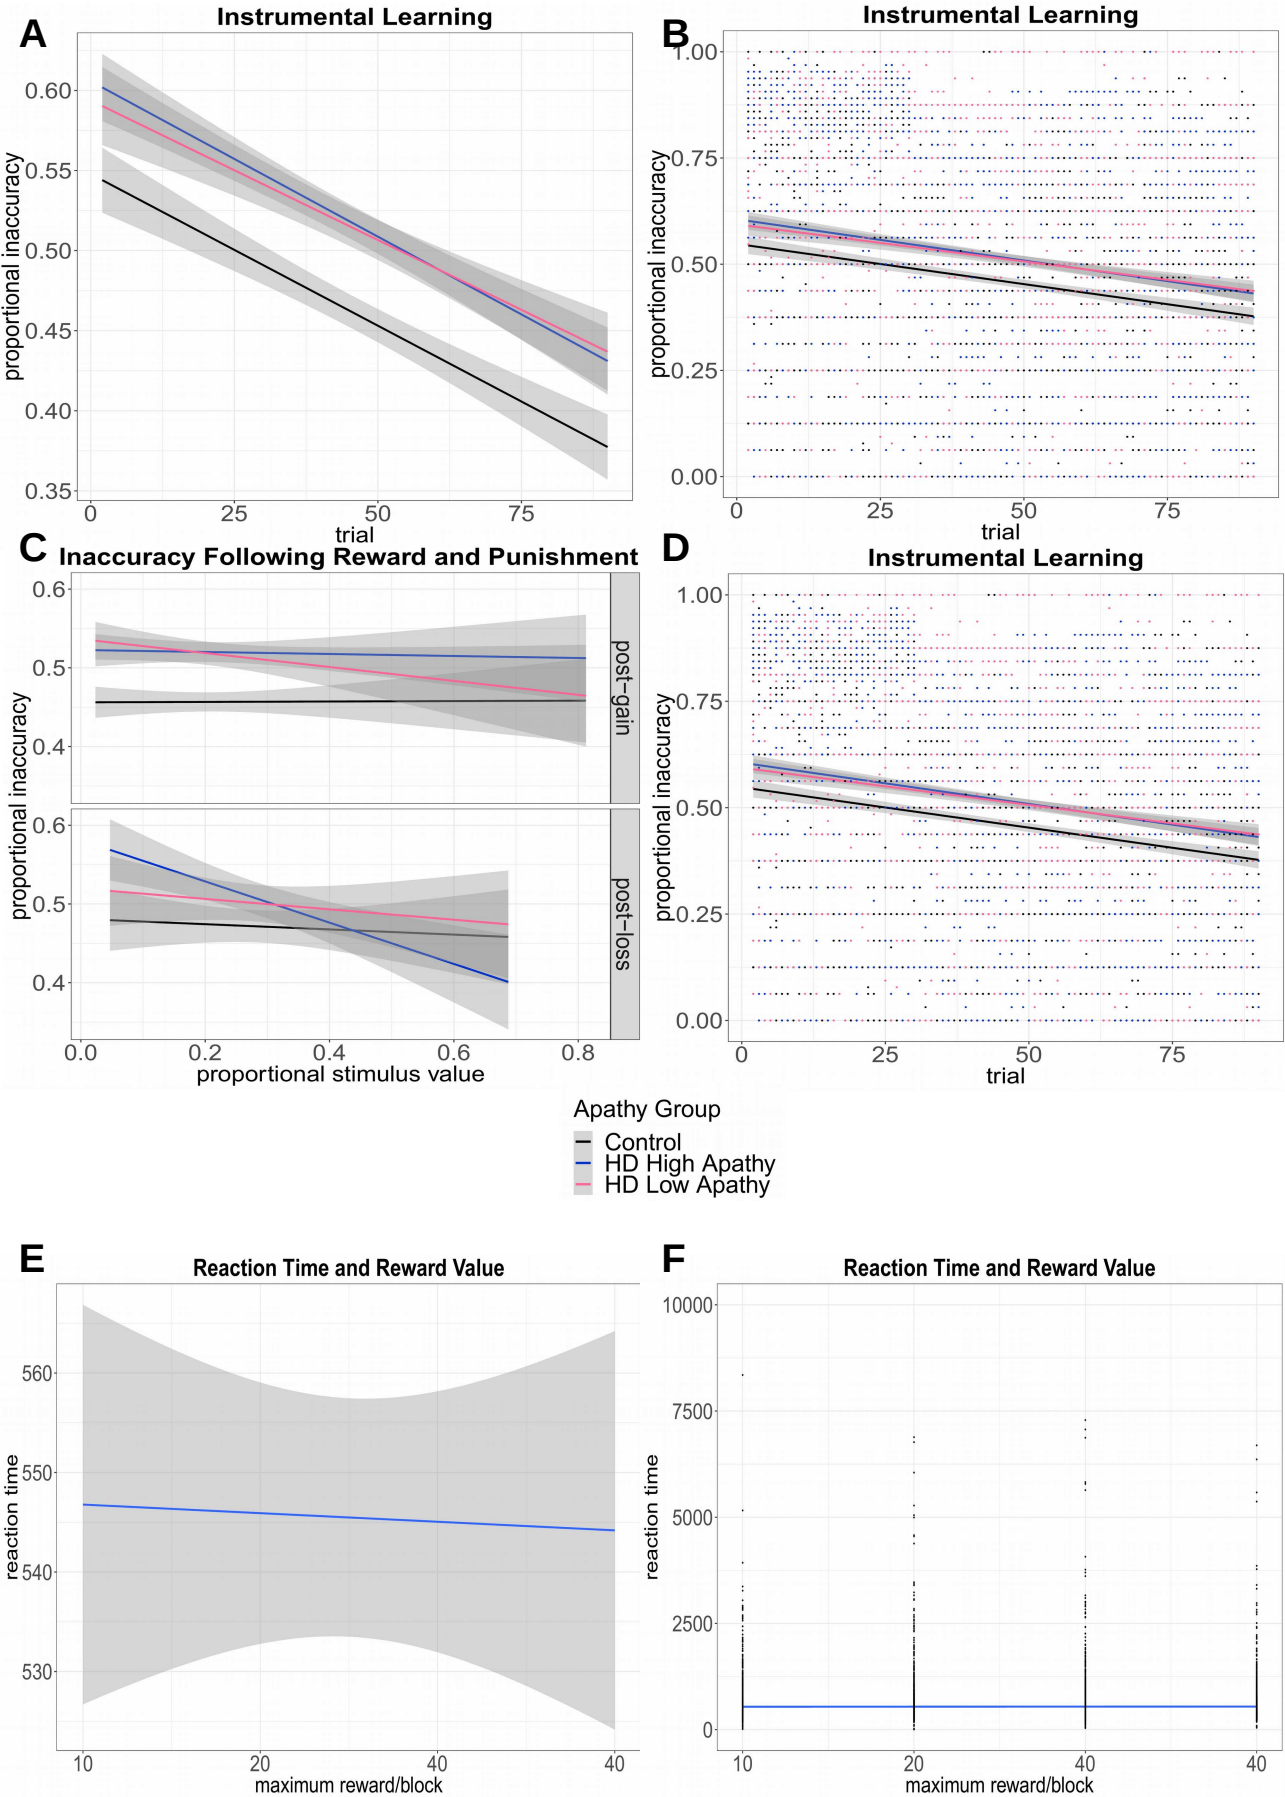 A
Instrumental Learning
proportional inaccuracy
0.60
0.55
0.50
0.45
0.40
0.35
0
25
50
75
trial
B
Instrumental Learning
proportional inaccuracy
1.00
0.75
0.50
0.25
0.00
0
25
50
75
trial
C
Inaccuracy Following Reward and Punishment
proportional inaccuracy
0.6
0.5
0.4
post-gain
proportional inaccuracy
0.6
0.5
0.4
post-loss
0.0
0.2
0.4
0.6
0.8
proportional stimulus value
D
Instrumental Learning
proportional inaccuracy
1.00
0.75
0.50
0.25
0.00
0
25
50
75
trial
Apathy Group
Control
HD High Apathy
HD Low Apathy
E
Reaction Time and Reward Value
reaction time
560
550
540
530
10
20
40
40
maximum reward/block
F
Reaction Time and Reward Value
reaction time
10000
7500
5000
2500
0
10
20
40
40
maximum reward/block